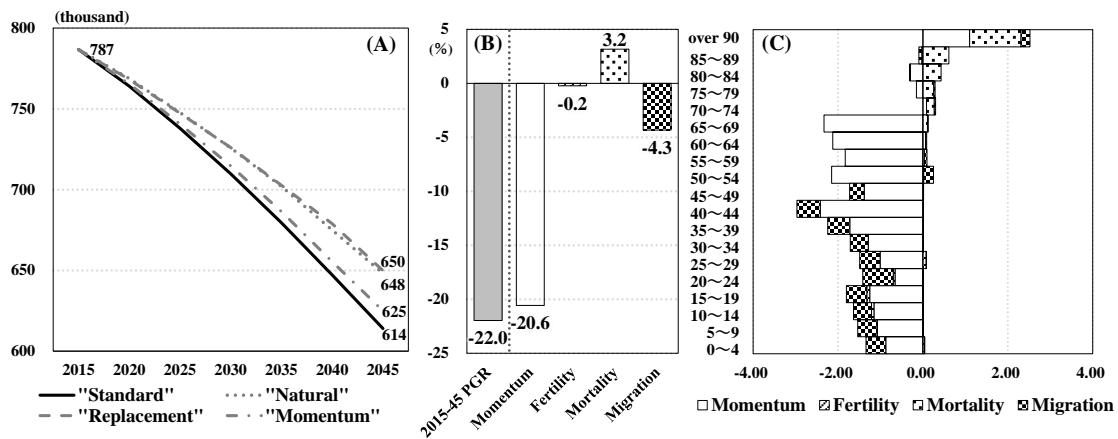 (thousand)
800
700
600
650
(A)
787
650
648
625
614
2015 2020 2025 2030 2035 2040 2045
"Standard" "Natural"
"Replacement" "Momentum"
(B)
(%)
5
0
-5
-10
-15
-20
-25
3.2
-0.2
-4.3
-22.0
-20.6
2015-45 PGR
Momentum
Fertility
Mortality
Migration
(C)
over 90
85～89
80～84
75～79
70～74
65～69
60～64
55～59
50～54
45～49
40～44
35～39
30～34
25～29
20～24
15～19
10～14
5～9
0～4
-4.00 -2.00 0.00 2.00 4.00
Momentum Fertility Mortality Migration